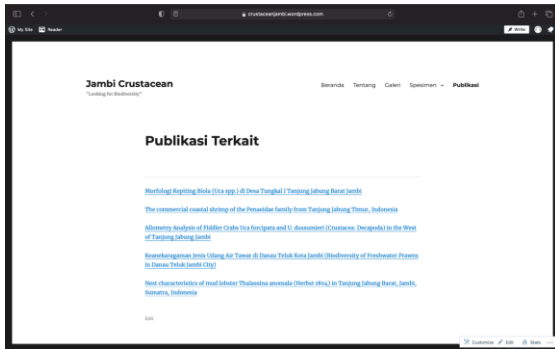 crustaceanjambi.wordpress.com
My Site Reader Write
Jambi Crustacean
"Looking for Biodiversity"
Beranda Tentang Galeri Spesimen Publikasi
Publikasi Terkait
Morfologi Kepiting Biola (Uca spp.) di Desa Tungkal I Tanjung Jabung Barat Jambi
The commercial coastal shrimp of the Penaeidae family from Tanjung Jabung Timur, Indonesia
Allometry Analysis of Fiddler Crabs Uca forcipata and U. dussumieri (Crustacea: Decapoda) in the West
of Tanjung Jabung Jambi
Keanekaragaman Jenis Udang Air Tawar di Danau Teluk Kota Jambi (Biodiversity of Freshwater Prawns
in Danau Teluk Jambi City)
Nest characteristics of mud lobster Thalassina anomala (Herbst 1804) in Tanjung Jabung Barat, Jambi,
Sumatra, Indonesia
Edit
Customize Edit Stats